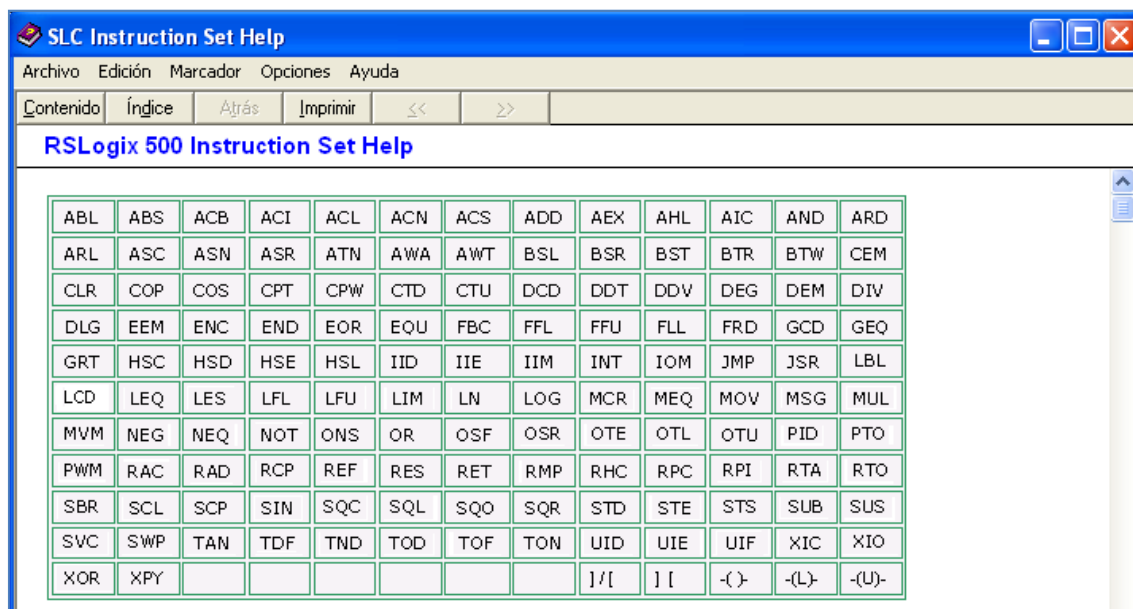 SLC Instruction Set Help
Archivo Edición Marcador Opciones Ayuda
Contenido Índice Atrás Imprimir << >>
RSLogix 500 Instruction Set Help
ABL ABS ACB ACI ACL ACN ACS ADD AEX AHL AIC AND ARD
ARL ASC ASN ASR ATN AWA AWT BSL BSR BST BTR BTW CEM
CLR COP COS CPT CPW CTD CTU DCD DDT DDV DEG DEM DIV
DLG EEM ENC END EOR EQU FBC FFL FFU FLL FRD GCD GEQ
GRT HSC HSD HSE HSL IID IIE IIM INT IOM JMP JSR LBL
LCD LEQ LES LFL LFU LIM LN LOG MCR MEQ MOV MSG MUL
MVM NEG NEQ NOT ONS OR OSF OSR OTE OTL OTU PID PTO
PWM RAC RAD RCP REF RES RET RMP RHC RPC RPI RTA RTO
SBR SCL SCP SIN SQC SQL SQO SQR STD STE STS SUB SUS
SVC SWP TAN TDF TND TOD TOF TON UID UIE UIF XIC XIO
XOR XPY ]/[ ] [ -( )- -(L)- -(U)-